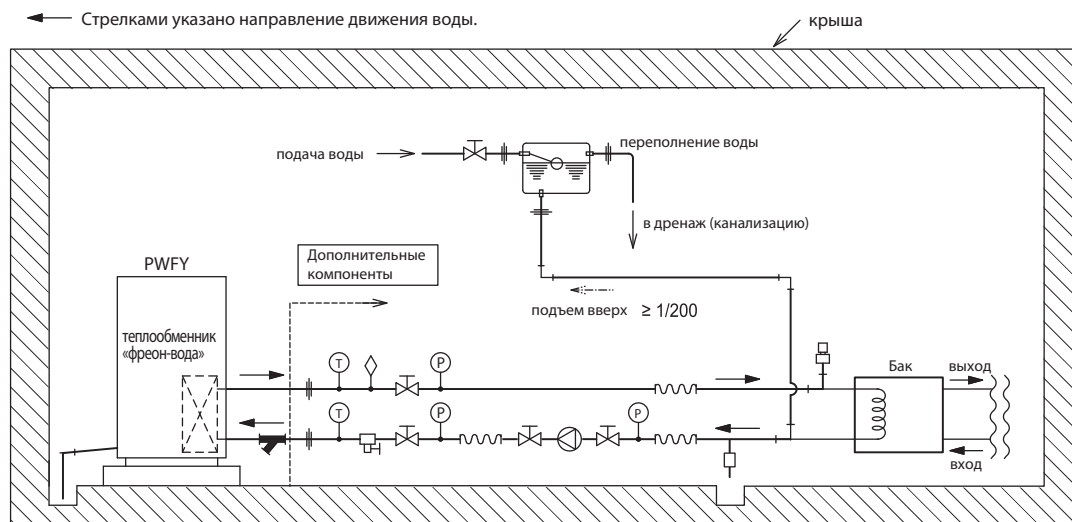 Стрелками указано направление движения воды.
крыша
подача воды
переполнение воды
в дренаж (канализацию)
Дополнительные
компоненты
PWFY
теплообменник
«фреон-вода»
подъем вверх ≥ 1/200
T
P
T
P
P
Бак
выход
вход